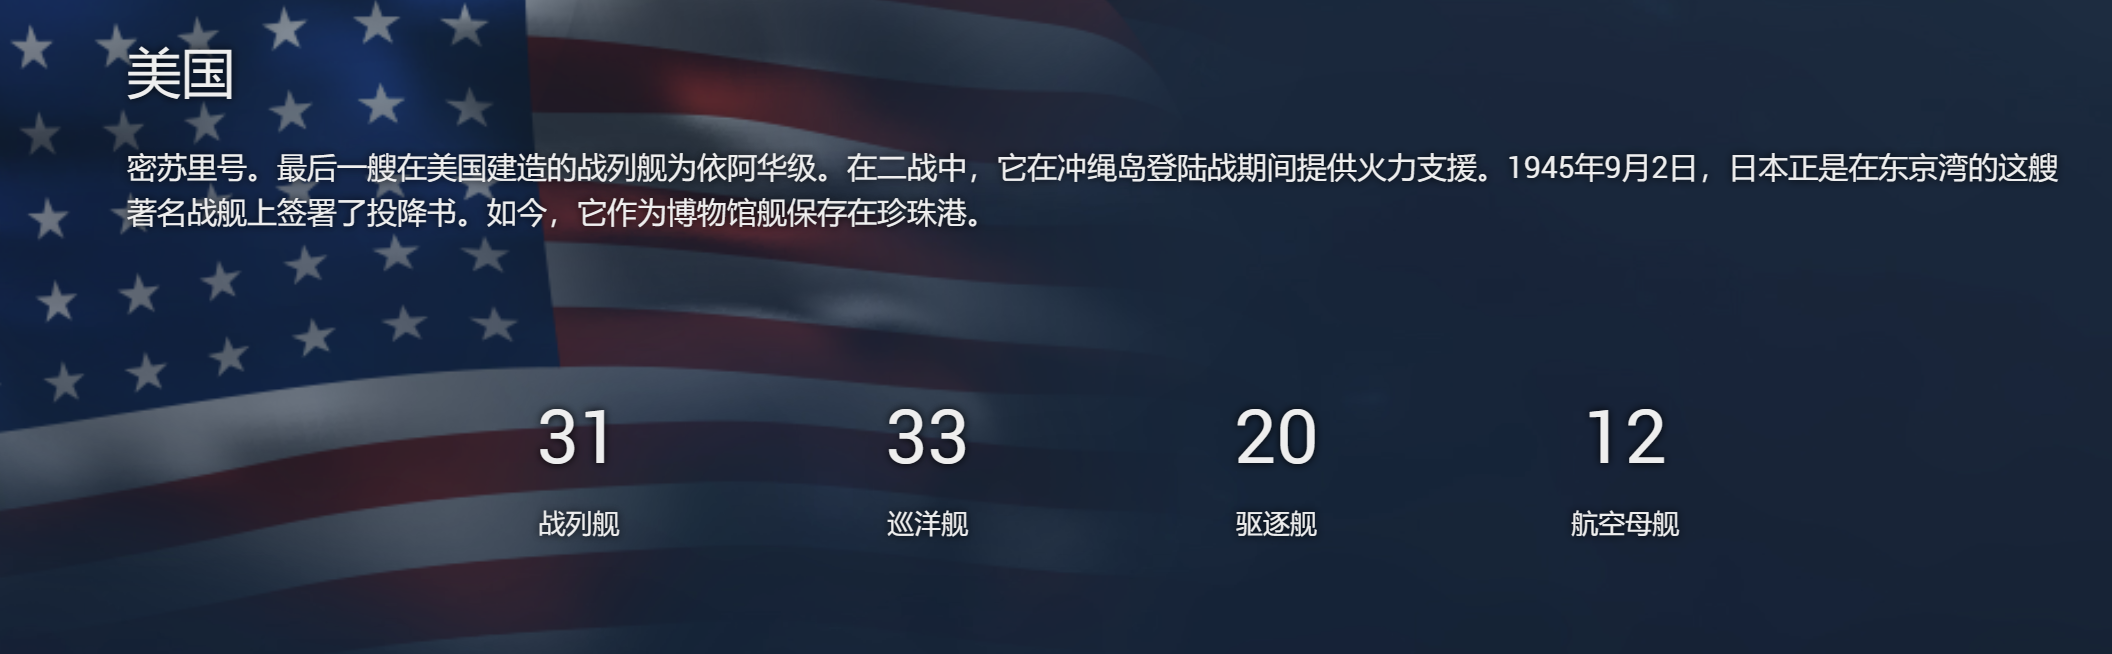 美国
密苏里号。最后一艘在美国建造的战列舰为依阿华级。在二战中，它在冲绳岛登陆战期间提供火力支援。1945年9月2日，日本正是在东京湾的这艘
著名战舰上签署了投降书。如今，它作为博物馆舰保存在珍珠港。
31 33 20 12
战列舰 巡洋舰 驱逐舰 航空母舰